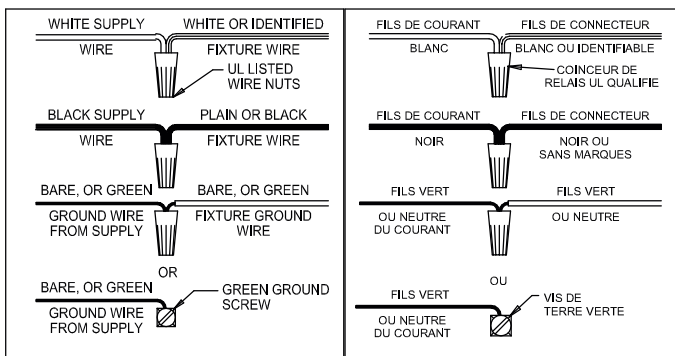 WHITE SUPPLY
WIRE
WHITE OR IDENTIFIED
FIXTURE WIRE
UL LISTED
WIRE NUTS
BLACK SUPPLY
WIRE
PLAIN OR BLACK
FIXTURE WIRE
BARE, OR GREEN
GROUND WIRE
FROM SUPPLY
BARE, OR GREEN
FIXTURE GROUND
WIRE
OR
BARE, OR GREEN
GROUND WIRE
FROM SUPPLY
GREEN GROUND
SCREW
FILS DE COURANT
BLANC
FILS DE CONNECTEUR
BLANC OU IDENTIFIABLE
COINCEUR DE
RELAIS UL QUALIFIE
FILS DE COURANT
NOIR
FILS DE CONNECTEUR
NOIR OU
SANS MARQUES
FILS VERT
OU NEUTRE
DU COURANT
FILS VERT
OU NEUTRE
OU
FILS VERT
OU NEUTRE
DU COURANT
VIS DE
TERRE VERTE